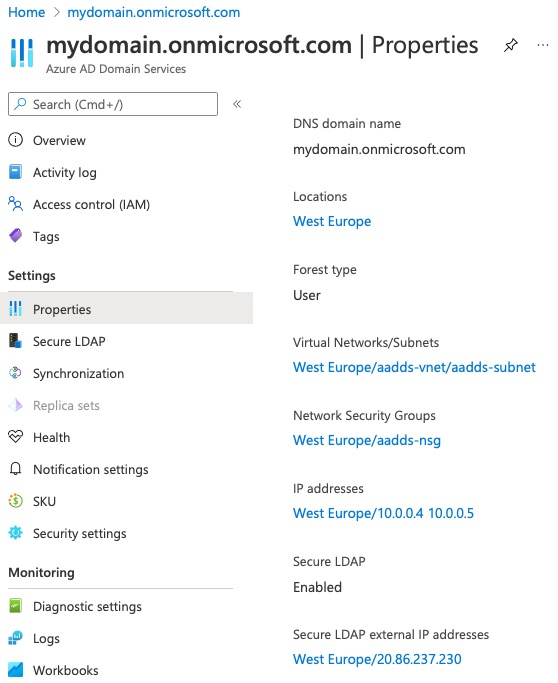 Home > mydomain.onmicrosoft.com
mydomain.onmicrosoft.com | Properties
Azure AD Domain Services
Search (Cmd+/)
Overview
Activity log
Access control (IAM)
Tags
Settings
Properties
Secure LDAP
Synchronization
Replica sets
Health
Notification settings
SKU
Security settings
Monitoring
Diagnostic settings
Logs
Workbooks
DNS domain name
mydomain.onmicrosoft.com
Locations
West Europe
Forest type
User
Virtual Networks/Subnets
West Europe/aadds-vnet/aadds-subnet
Network Security Groups
West Europe/aadds-nsg
IP addresses
West Europe/10.0.0.4 10.0.0.5
Secure LDAP
Enabled
Secure LDAP external IP addresses
West Europe/20.86.237.230